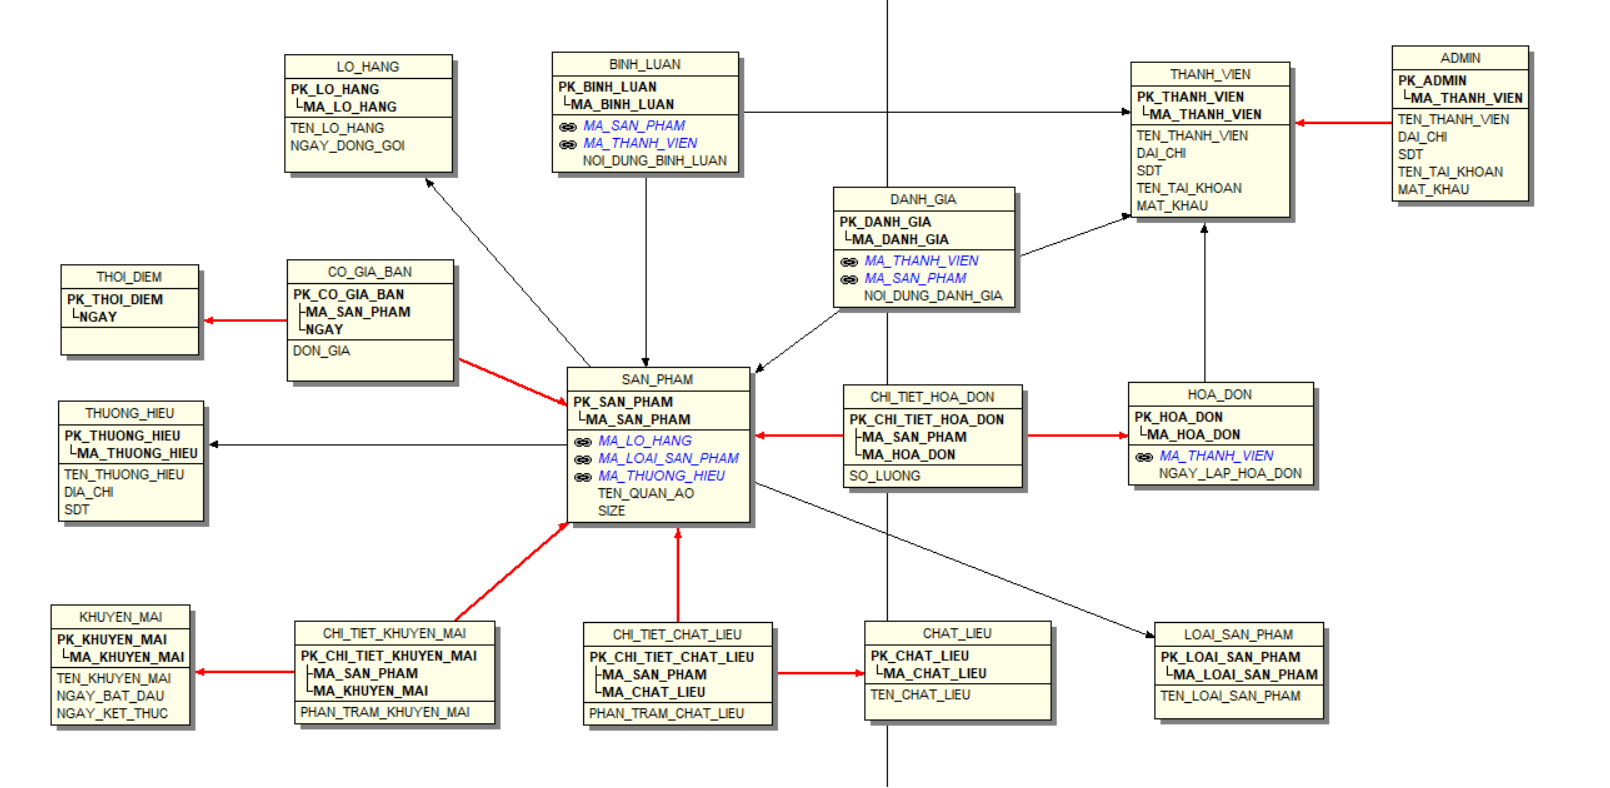 LO_HANG
PK_LO_HANG
MA_LO_HANG
TEN_LO_HANG
NGAY_DONG_GOI
BINH_LUAN
PK_BINH_LUAN
MA_BINH_LUAN
MA_SAN_PHAM
MA_THANH_VIEN
NOI_DUNG_BINH_LUAN
THANH_VIEN
PK_THANH_VIEN
MA_THANH_VIEN
TEN_THANH_VIEN
DAI_CHI
SDT
TEN_TAI_KHOAN
MAT_KHAU
ADMIN
PK_ADMIN
MA_THANH_VIEN
TEN_THANH_VIEN
DAI_CHI
SDT
TEN_TAI_KHOAN
MAT_KHAU
DANH_GIA
PK_DANH_GIA
MA_DANH_GIA
MA_THANH_VIEN
MA_SAN_PHAM
NOI_DUNG_DANH_GIA
THOI_DIEM
PK_THOI_DIEM
NGAY
CO_GIA_BAN
PK_CO_GIA_BAN
MA_SAN_PHAM
NGAY
DON_GIA
THUONG_HIEU
PK_THUONG_HIEU
MA_THUONG_HIEU
TEN_THUONG_HIEU
DIA_CHI
SDT
SAN_PHAM
PK_SAN_PHAM
MA_SAN_PHAM
MA_LO_HANG
MA_LOAI_SAN_PHAM
MA_THUONG_HIEU
TEN_QUAN_AO
SIZE
CHI_TIET_HOA_DON
PK_CHI_TIET_HOA_DON
MA_SAN_PHAM
MA_HOA_DON
SO_LUONG
HOA_DON
PK_HOA_DON
MA_HOA_DON
MA_THANH_VIEN
NGAY_LAP_HOA_DON
KHUYEN_MAI
PK_KHUYEN_MAI
MA_KHUYEN_MAI
TEN_KHUYEN_MAI
NGAY_BAT_DAU
NGAY_KET_THUC
CHI_TIET_KHUYEN_MAI
PK_CHI_TIET_KHUYEN_MAI
MA_SAN_PHAM
MA_KHUYEN_MAI
PHAN_TRAM_KHUYEN_MAI
CHI_TIET_CHAT_LIEU
PK_CHI_TIET_CHAT_LIEU
MA_SAN_PHAM
MA_CHAT_LIEU
PHAN_TRAM_CHAT_LIEU
CHAT_LIEU
PK_CHAT_LIEU
MA_CHAT_LIEU
TEN_CHAT_LIEU
LOAI_SAN_PHAM
PK_LOAI_SAN_PHAM
MA_LOAI_SAN_PHAM
TEN_LOAI_SAN_PHAM